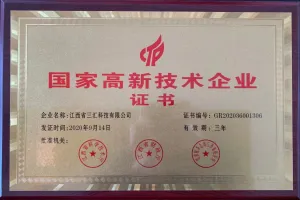 国家高新技术企业
证书
企业名称:江西省三汇科技有限公司 证书编号:GR202036001306
发证时间:2020年9月14日 有效期:三年
批准机关: